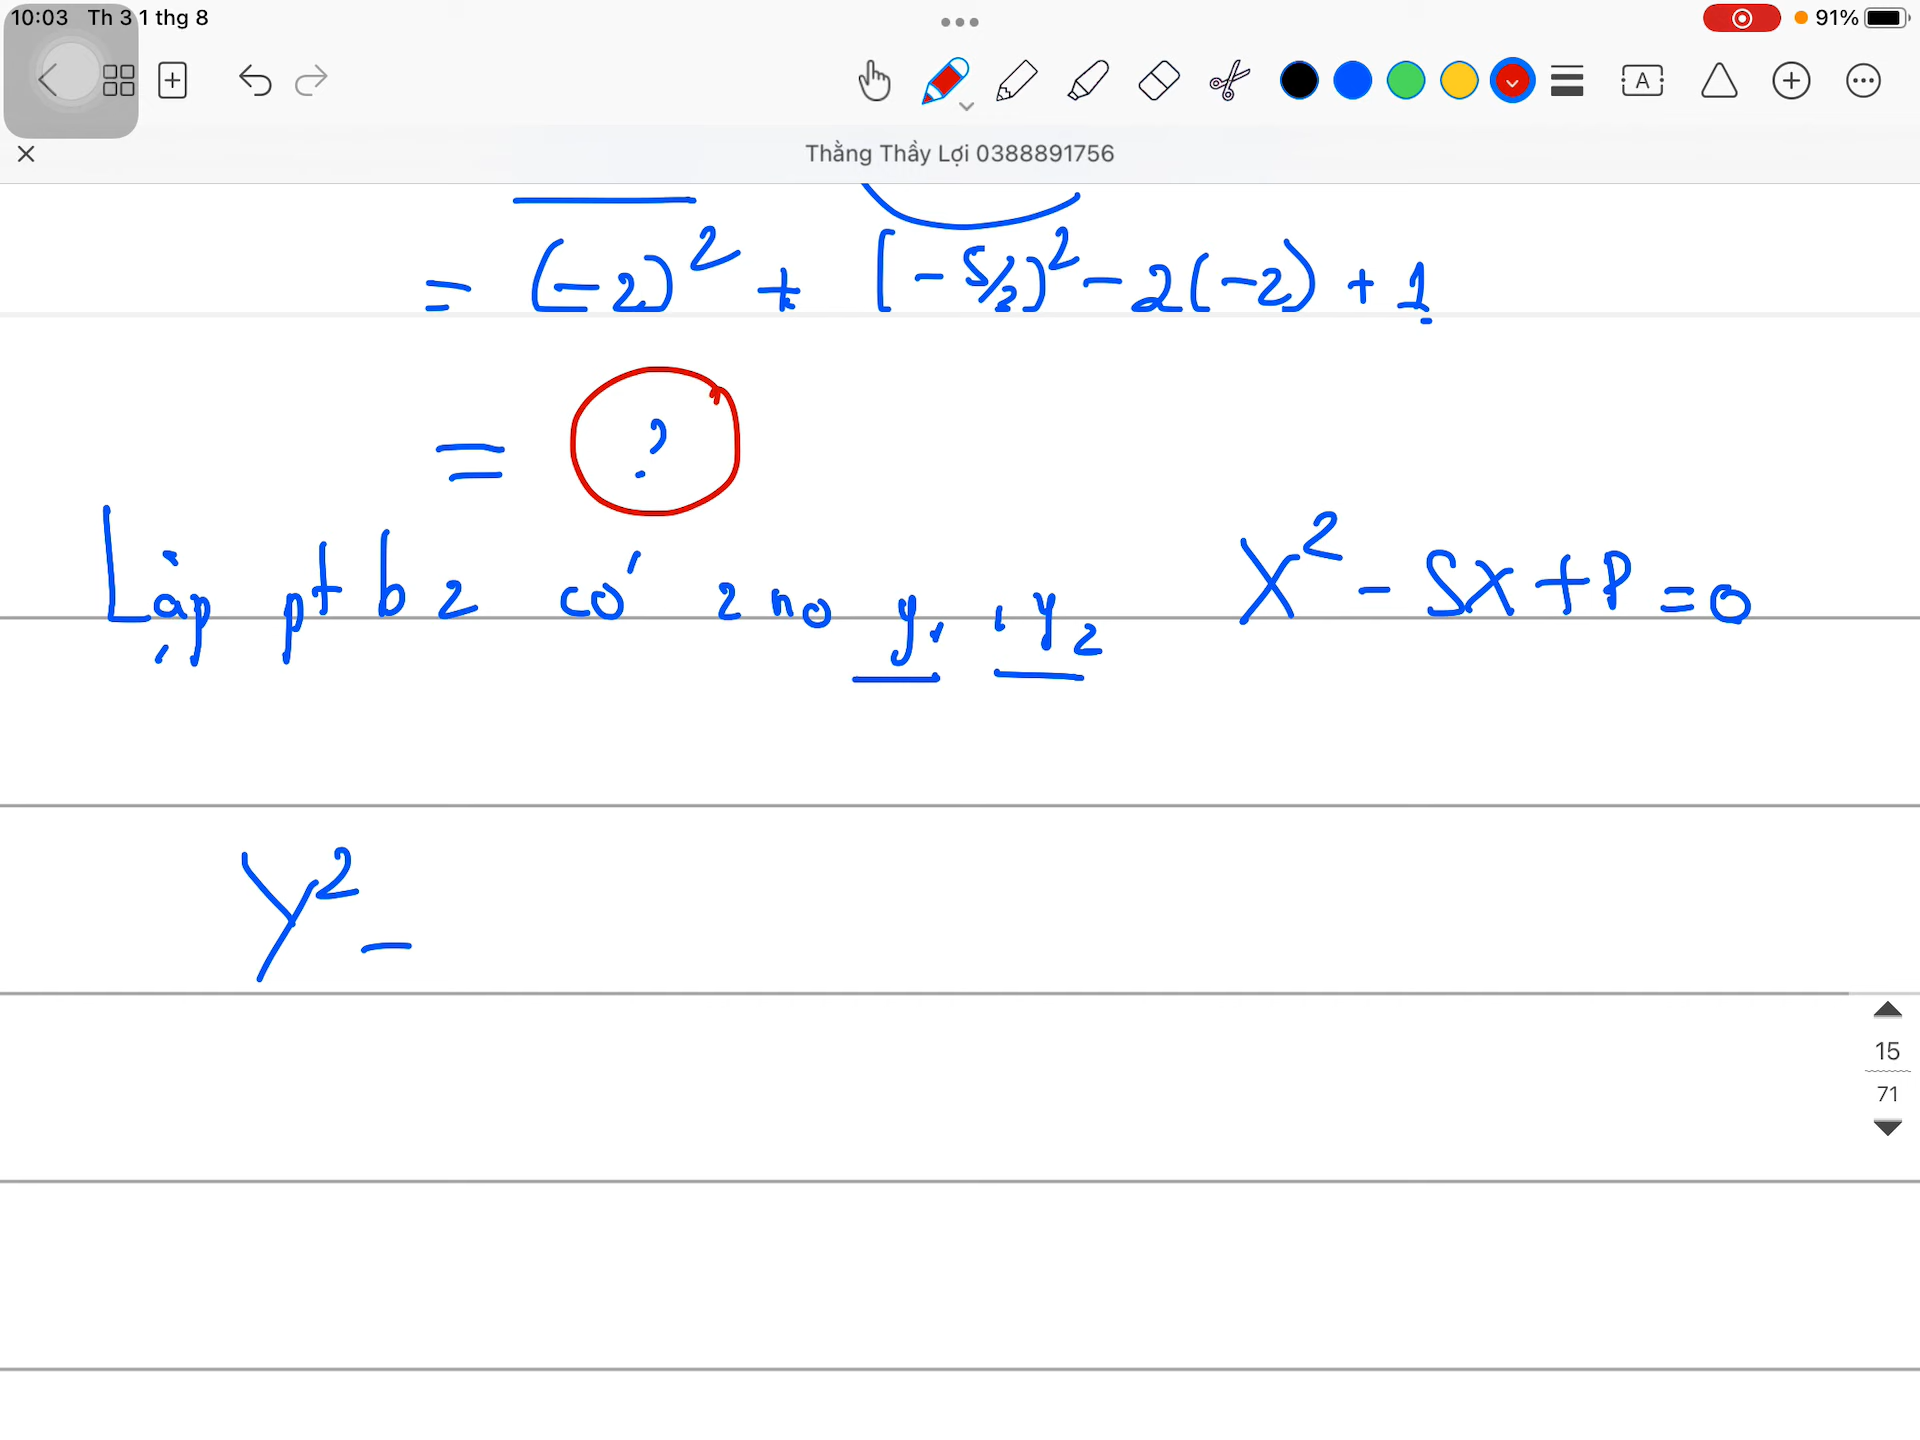 10:03 Th 3 1 thg 8
91%
A
Thằng Thầy Lợi 0388891756
= (-2)² + [-5/2)² - 2(-2) + 1
= ?
Lập pt b2 có 2 no y₁, y₂ X² - SX + P = 0
Y² -
15
71